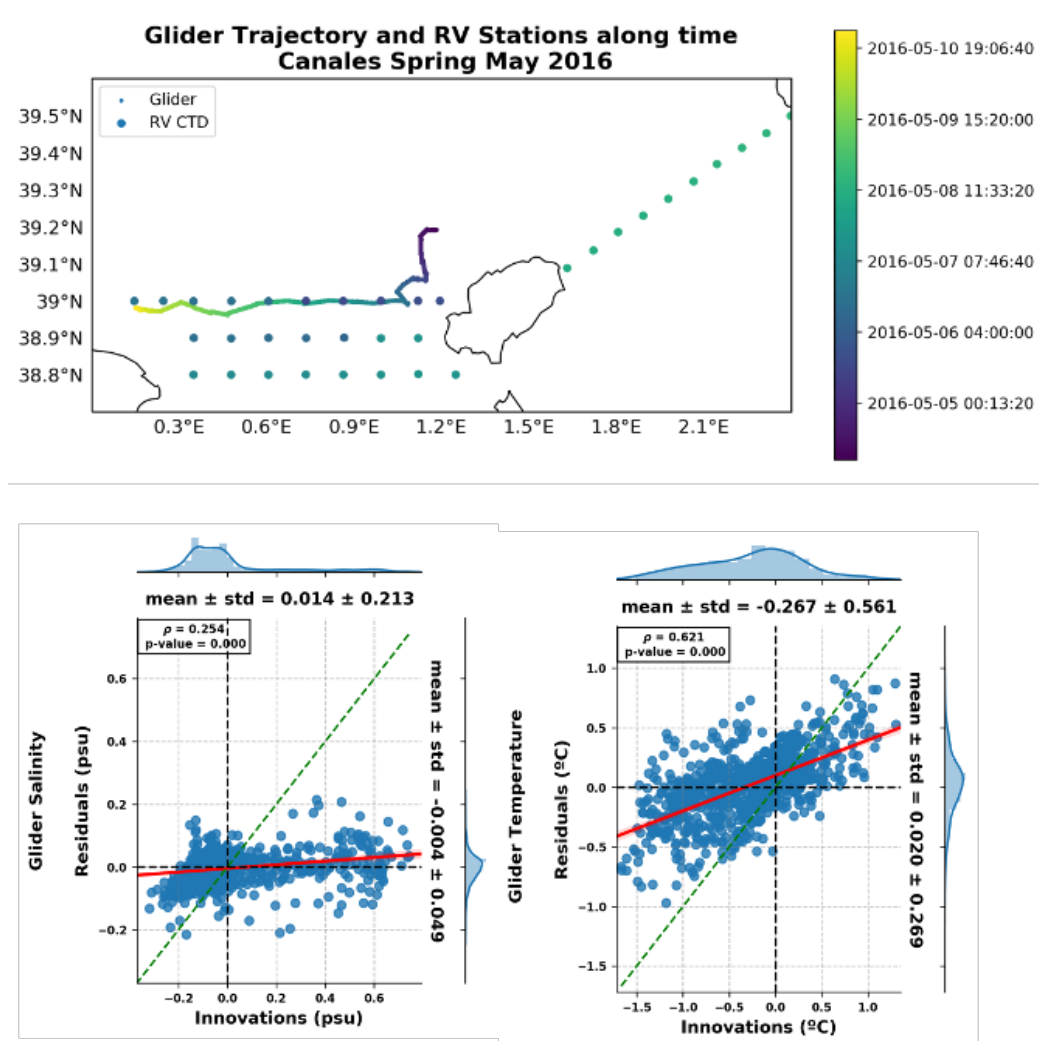 Glider Trajectory and RV Stations along time
Canales Spring May 2016
Glider
RV CTD
39.5°N
39.4°N
39.3°N
39.2°N
39.1°N
39°N
38.9°N
38.8°N
0.3°E
0.6°E
0.9°E
1.2°E
1.5°E
1.8°E
2.1°E
2016-05-10 19:06:40
2016-05-09 15:20:00
2016-05-08 11:33:20
2016-05-07 07:46:40
2016-05-06 04:00:00
2016-05-05 00:13:20
mean ± std = 0.014 ± 0.213
ρ = 0.254
p-value = 0.000
Glider Salinity
Residuals (psu)
0.6
0.4
0.2
0.0
−0.2
−0.2
0.0
0.2
0.4
0.6
Innovations (psu)
mean ± std = -0.004 ± 0.049
mean ± std = -0.267 ± 0.561
ρ = 0.621
p-value = 0.000
Glider Temperature
Residuals (ºC)
1.0
0.5
0.0
−0.5
−1.0
−1.5
−1.5
−1.0
−0.5
0.0
0.5
1.0
Innovations (ºC)
mean ± std = 0.020 ± 0.269